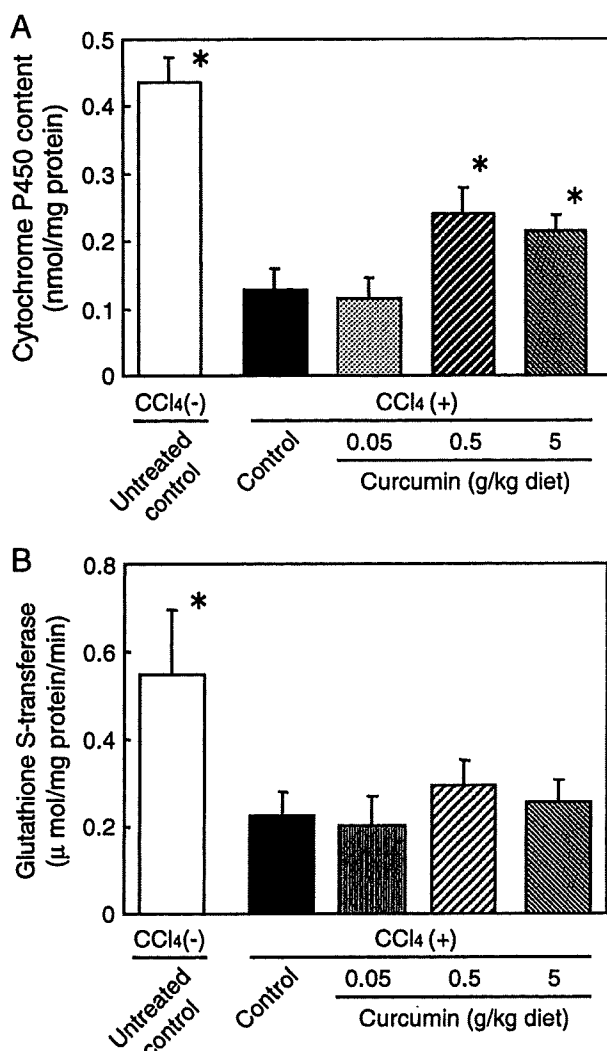 A
Cytochrome P450 content
(nmol/mg protein)
0.5
0.4
0.3
0.2
0.1
0
*
*
*
CCl4(-)
CCl4 (+)
Untreated
control
Control
0.05
0.5
5
Curcumin (g/kg diet)
B
Glutathione S-transferase
(μ mol/mg protein/min)
0.8
0.6
0.4
0.2
0
*
CCl4(-)
CCl4 (+)
Untreated
control
Control
0.05
0.5
5
Curcumin (g/kg diet)